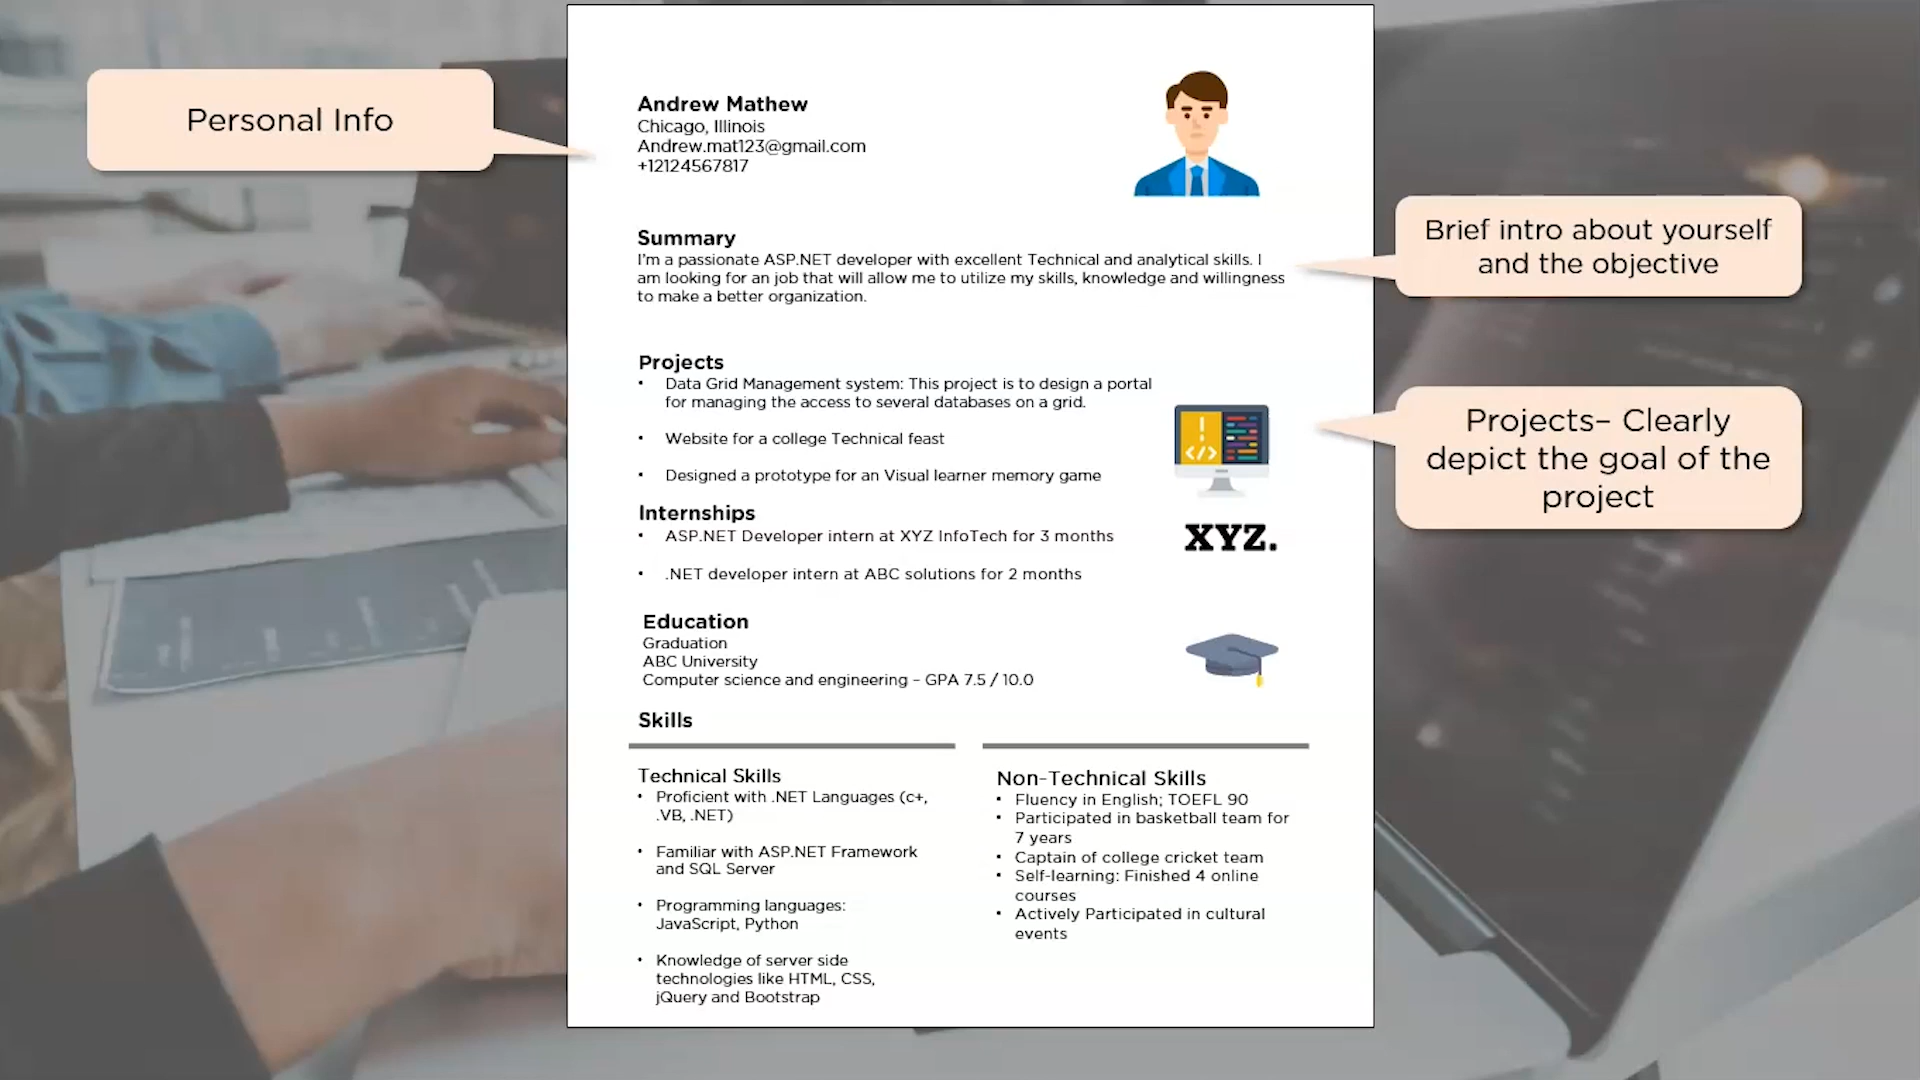 Personal Info
Andrew Mathew
Chicago, Illinois
Andrew.mat123@gmail.com
+12124567817
Summary
I'm a passionate ASP.NET developer with excellent Technical and analytical skills. I
am looking for an job that will allow me to utilize my skills, knowledge and willingness
to make a better organization.
Brief intro about yourself
and the objective
Projects
• Data Grid Management system: This project is to design a portal
for managing the access to several databases on a grid.
• Website for a college Technical feast
• Designed a prototype for an Visual learner memory game
Projects– Clearly
depict the goal of the
project
Internships
• ASP.NET Developer intern at XYZ InfoTech for 3 months
• .NET developer intern at ABC solutions for 2 months
XYZ.
Education
Graduation
ABC University
Computer science and engineering – GPA 7.5 / 10.0
Skills
Technical Skills
• Proficient with .NET Languages (c+,
.VB, .NET)
• Familiar with ASP.NET Framework
and SQL Server
• Programming languages:
JavaScript, Python
• Knowledge of server side
technologies like HTML, CSS,
jQuery and Bootstrap
Non-Technical Skills
• Fluency in English; TOEFL 90
• Participated in basketball team for
7 years
• Captain of college cricket team
• Self-learning: Finished 4 online
courses
• Actively Participated in cultural
events